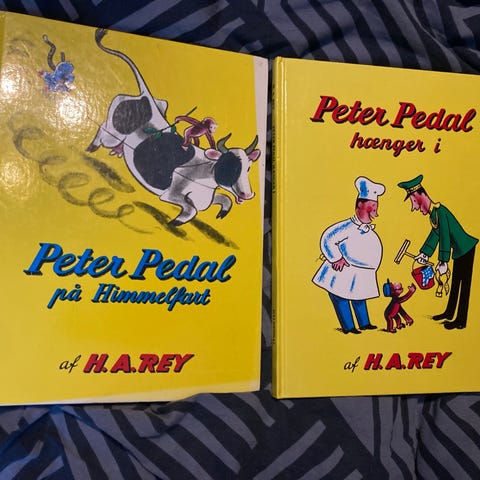 Peter Pedal
på Himmelfart
af H.A.REY
Peter Pedal
hænger i
af H.A.REY